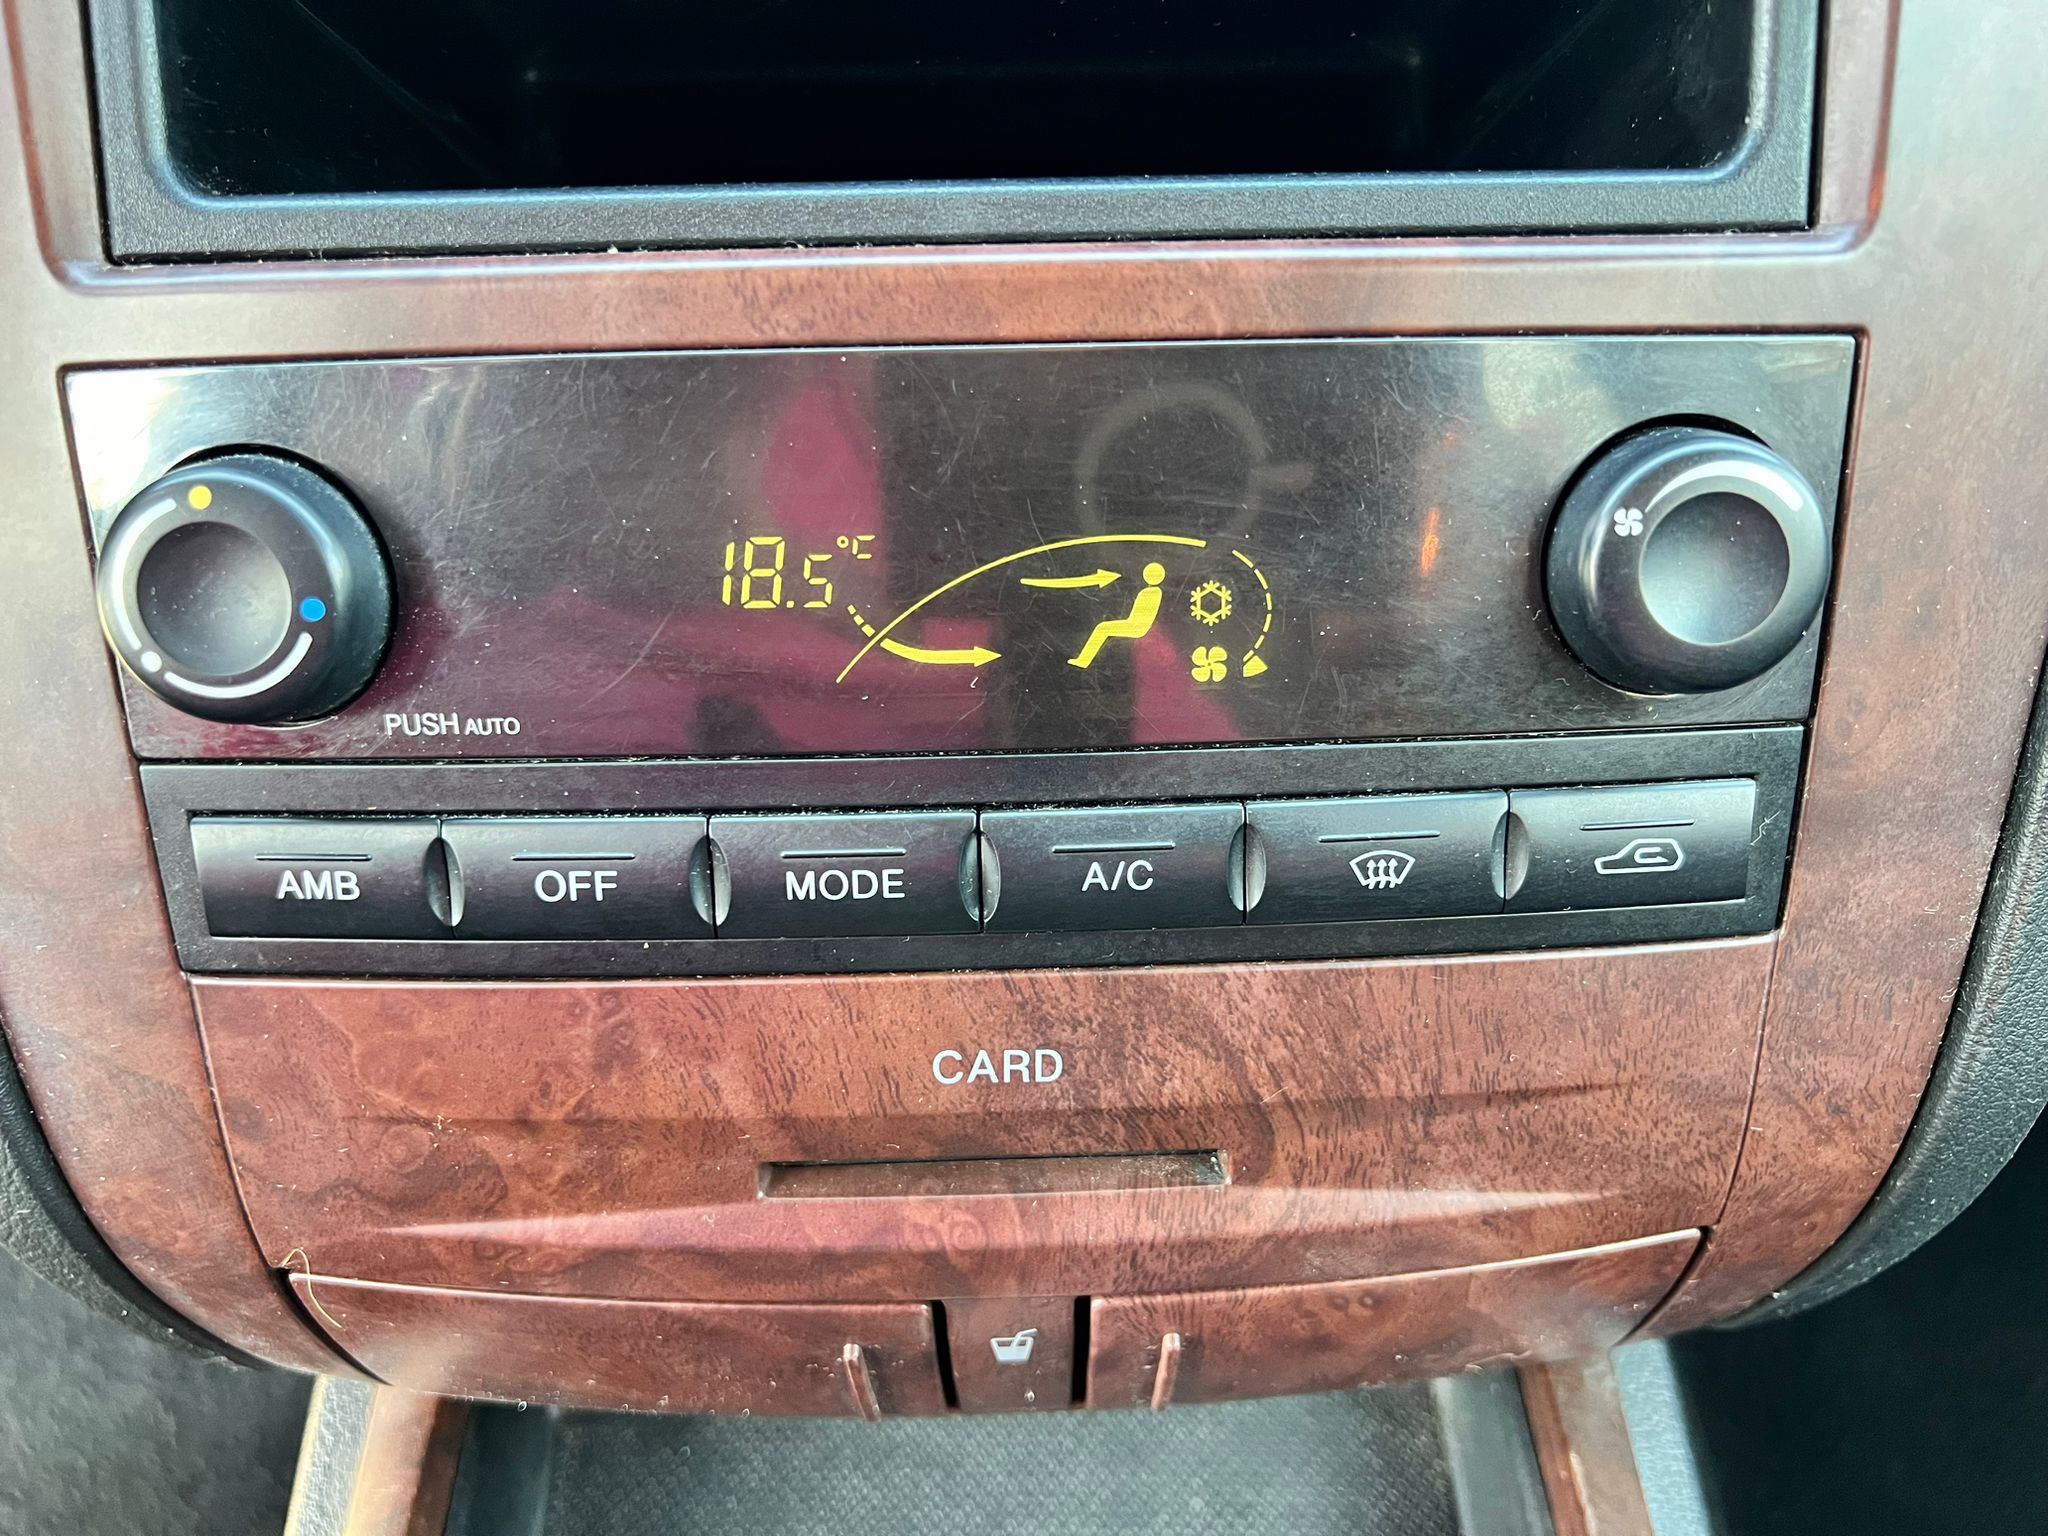 18.5°C
PUSH AUTO
AMB OFF MODE A/C
CARD